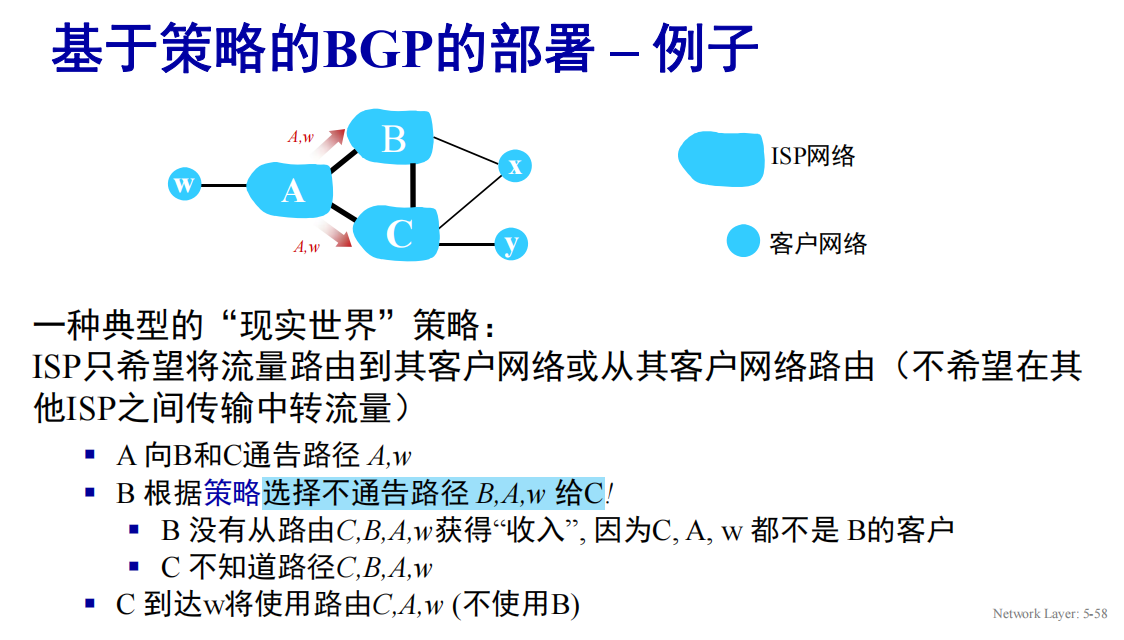 基于策略的BGP的部署 – 例子
A,w
B
ISP网络
w
A
x
A,w
C
y
客户网络
一种典型的“现实世界”策略:
ISP只希望将流量路由到其客户网络或从其客户网络路由（不希望在其
他ISP之间传输中转流量）
A 向B和C通告路径 A,w
B 根据策略选择不通告路径 B,A,w 给C!
B 没有从路由C,B,A,w获得“收入”, 因为C, A, w 都不是 B的客户
C 不知道路径C,B,A,w
C 到达w将使用路由C,A,w (不使用B)
Network Layer: 5-58